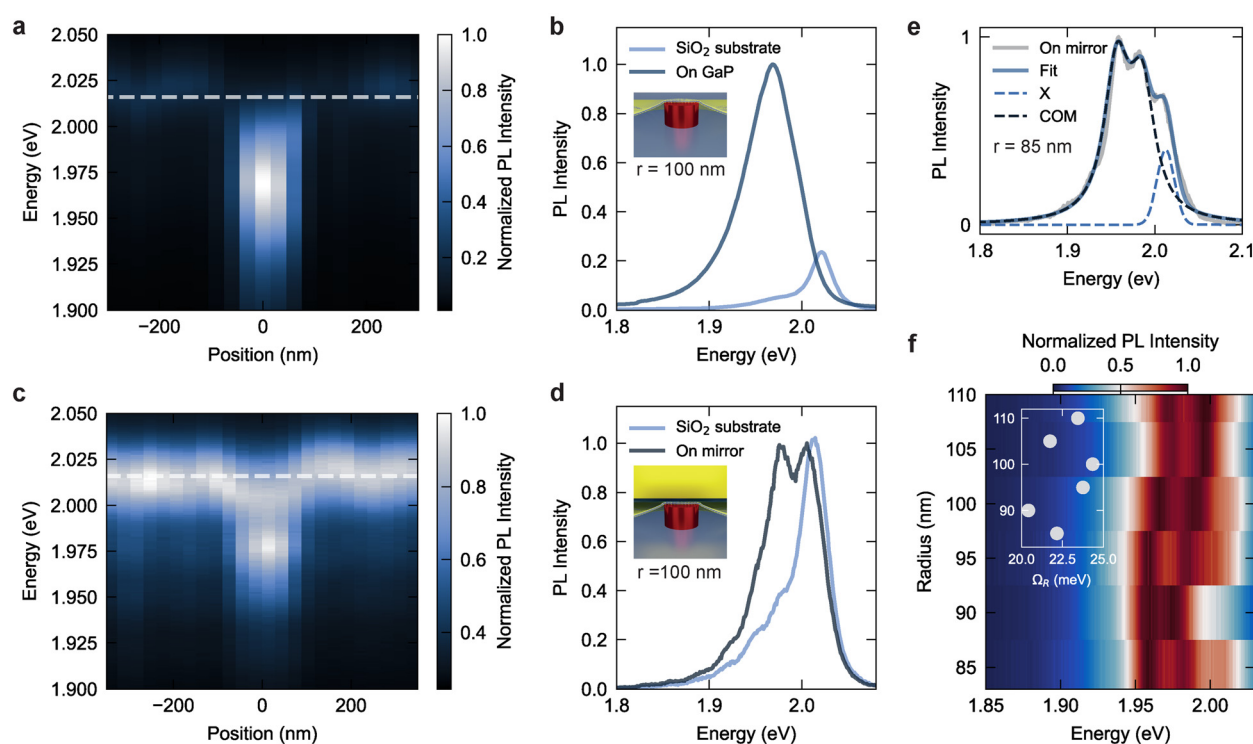 a
2.050
2.025
2.000
1.975
1.950
1.925
1.900
Energy (eV)
−200
0
200
Position (nm)
1.0
0.8
0.6
0.4
0.2
Normalized PL Intensity
b
SiO₂ substrate
On GaP
r = 100 nm
1.0
0.8
0.6
0.4
0.2
0.0
PL Intensity
1.8
1.9
2.0
Energy (eV)
e
On mirror
Fit
X
COM
r = 85 nm
1
0
PL Intensity
1.8
1.9
2.0
2.1
Energy (ev)
c
2.050
2.025
2.000
1.975
1.950
1.925
1.900
Energy (eV)
−200
0
200
Position (nm)
1.0
0.8
0.6
0.4
Normalized PL Intensity
d
SiO₂ substrate
On mirror
r =100 nm
1.0
0.8
0.6
0.4
0.2
0.0
PL Intensity
1.8
1.9
2.0
Energy (eV)
f
Normalized PL Intensity
0.0
0.5
1.0
110
105
100
95
90
85
Radius (nm)
110
100
90
20.0
22.5
25.0
Ω_R (meV)
1.85
1.90
1.95
2.00
Energy (eV)